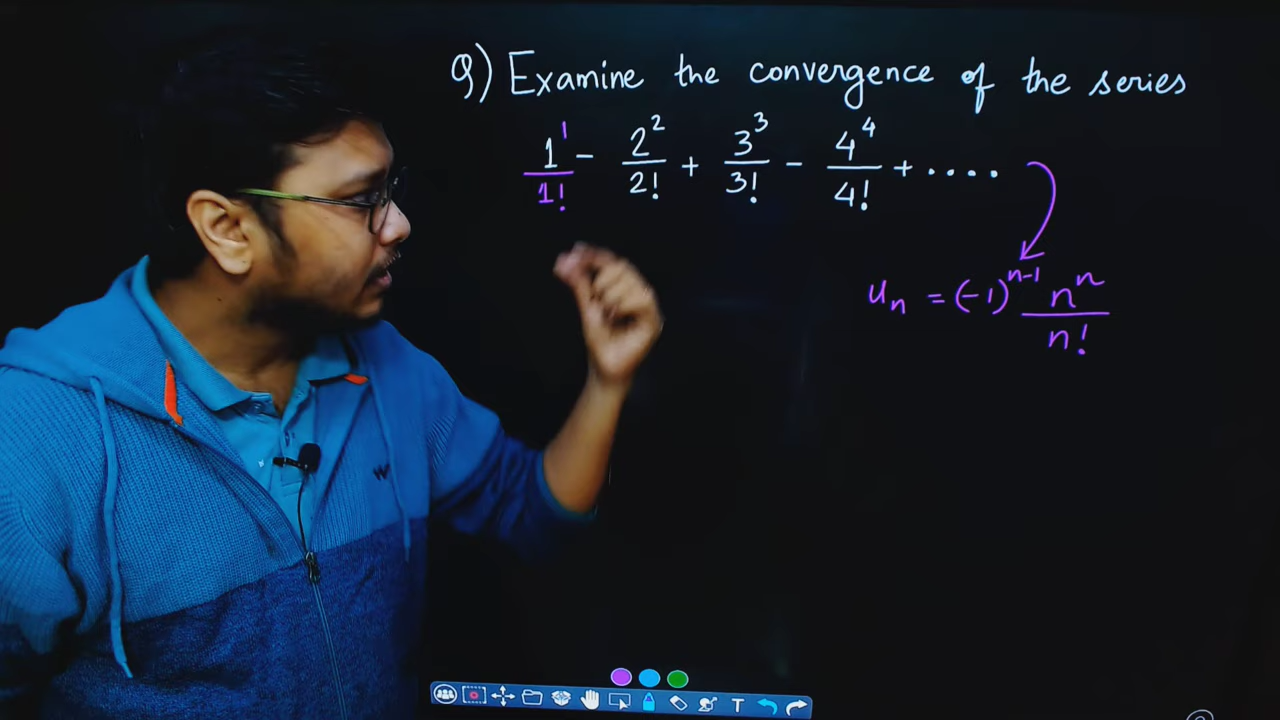 Q) Examine the convergence of the series
1^1/1! - 2^2/2! + 3^3/3! - 4^4/4! + ....
u_n = (-1)^{n-1} n^n/n!
T